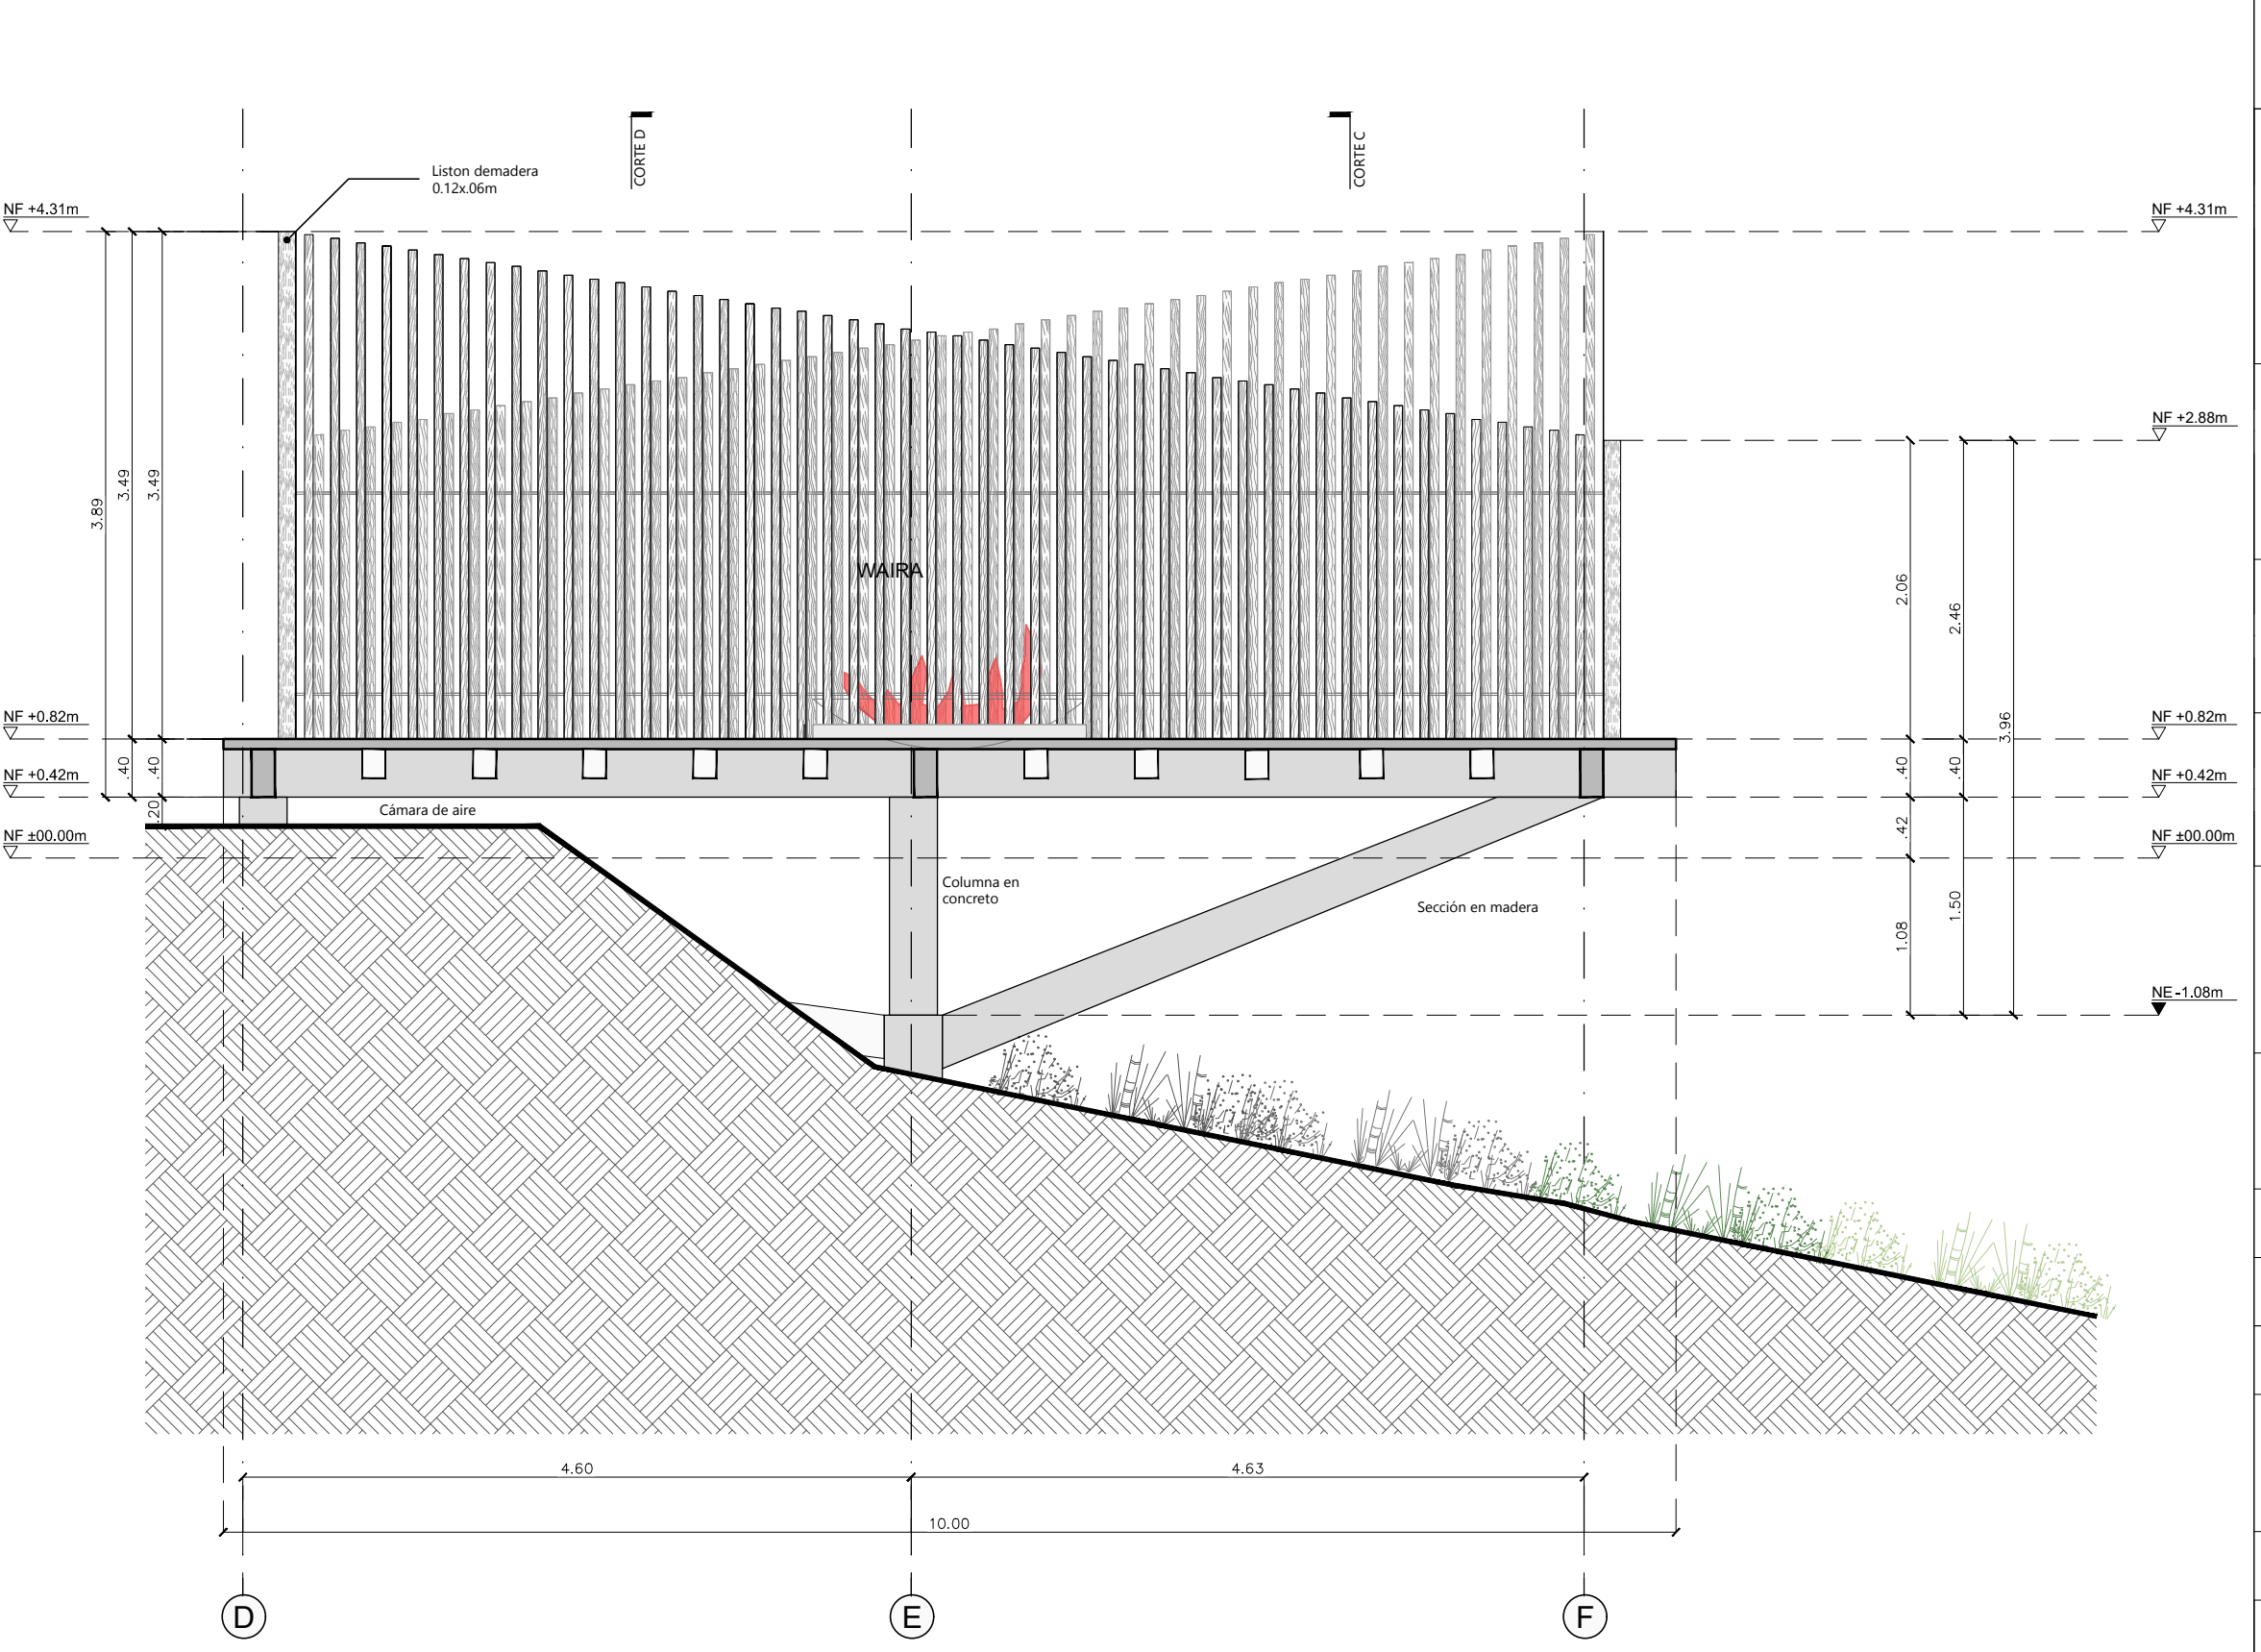 CORTE D
CORTE C
Liston demadera
0.12x.06m
NF +4.31m
NF +4.31m
NF +2.88m
3.89
3.49
3.49
WAIRA
2.06
2.46
3.96
NF +0.82m
NF +0.82m
.40
.40
.40
.40
NF +0.42m
NF +0.42m
.20
Cámara de aire
.42
NF ±00.00m
NF ±00.00m
Columna en
concreto
Sección en madera
1.50
1.08
NE -1.08m
4.60
4.63
10.00
D
E
F